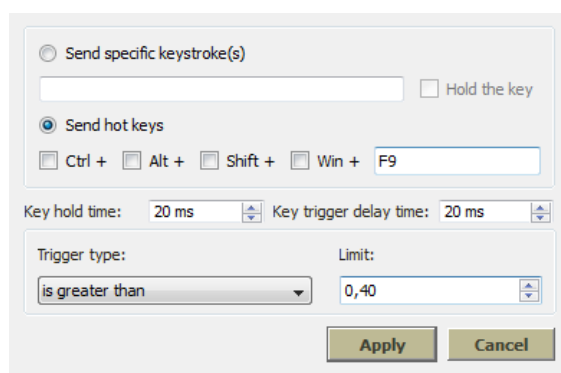 Send specific keystroke(s)
Hold the key
Send hot keys
Ctrl + Alt + Shift + Win + F9
Key hold time: 20 ms Key trigger delay time: 20 ms
Trigger type: Limit:
is greater than 0,40
Apply Cancel